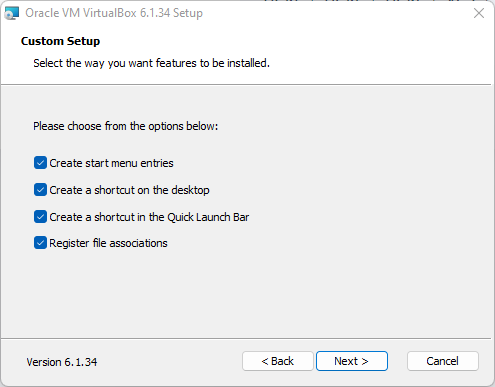 Oracle VM VirtualBox 6.1.34 Setup
Custom Setup
Select the way you want features to be installed.
Please choose from the options below:
Create start menu entries
Create a shortcut on the desktop
Create a shortcut in the Quick Launch Bar
Register file associations
Version 6.1.34
< Back
Next >
Cancel